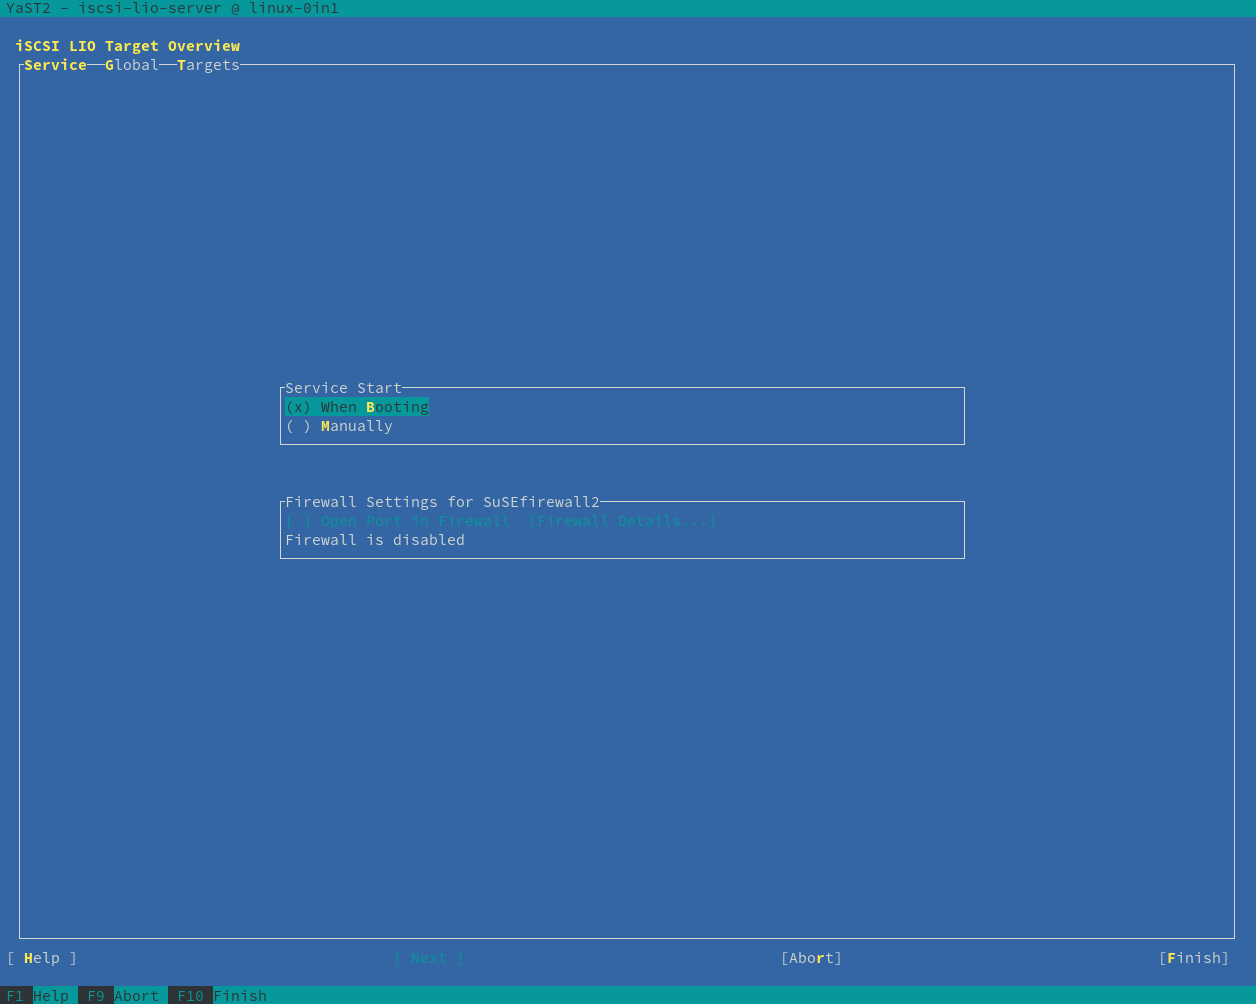 YaST2 - iscsi-lio-server @ linux-0in1
iSCSI LIO Target Overview
Service Global Targets
Service Start
(x) When Booting
( ) Manually
Firewall Settings for SuSEfirewall2
[ ] Open Port in Firewall [Firewall Details...]
Firewall is disabled
[ Help ] [ Next ] [Abort] [Finish]
F1 Help F9 Abort F10 Finish